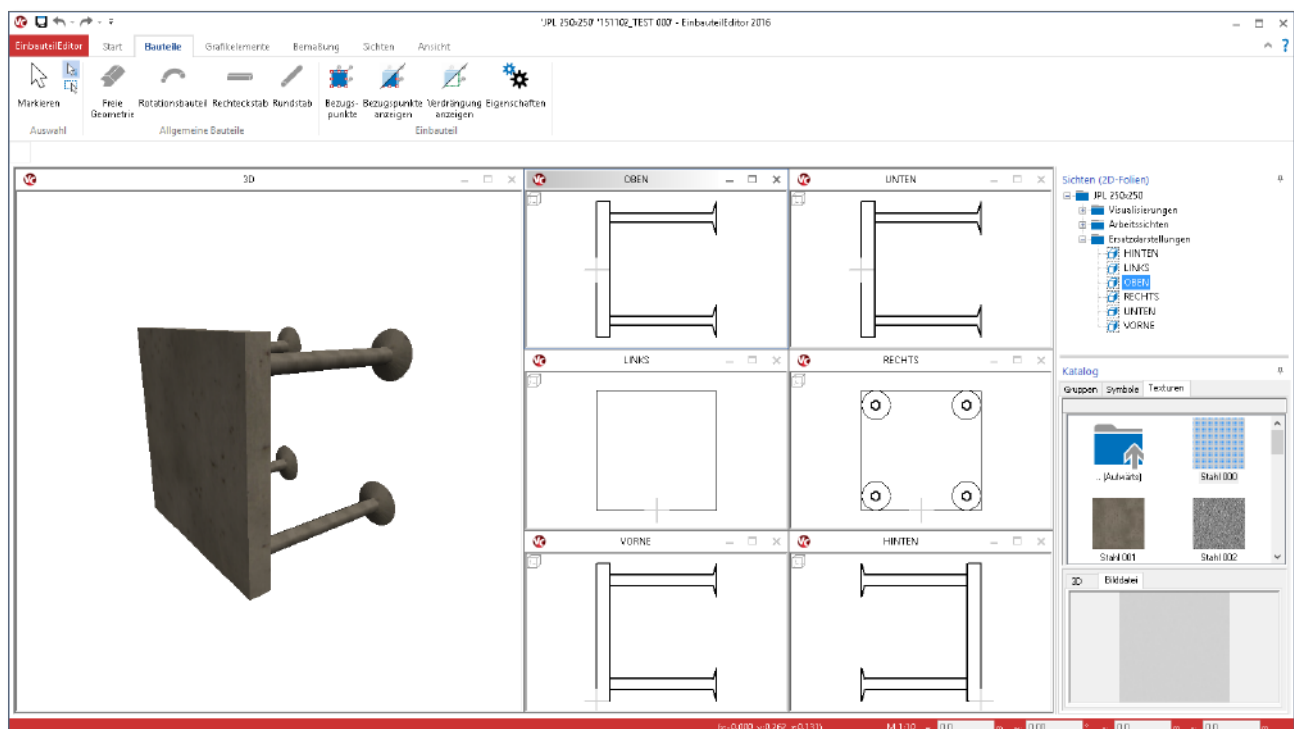 'JPL 250x250' '151102_TEST 000' - EinbauteilEditor 2016
EinbauteilEditor Start Bauteile Grafikelemente Bemaßung Sichten Ansicht
Markieren Freie Geometrie Rotationsbauteil Rechteckstab Rundstab Bezugs-punkte Bezugspunkte anzeigen Verdrängung anzeigen Eigenschaften
Auswahl Allgemeine Bauteile Einbauteil
3D
OBEN
UNTEN
LINKS
RECHTS
VORNE
HINTEN
Sichten (2D-Folien)
JPL 250x250
Visualisierungen
Arbeitssichten
Ersatzdarstellungen
HINTEN
LINKS
OBEN
RECHTS
UNTEN
VORNE
Katalog
Gruppen Symbole Texturen
.. (Aufwärts) Stahl 000
Stahl 001 Stahl 002
3D Bilddatei
M 1:10